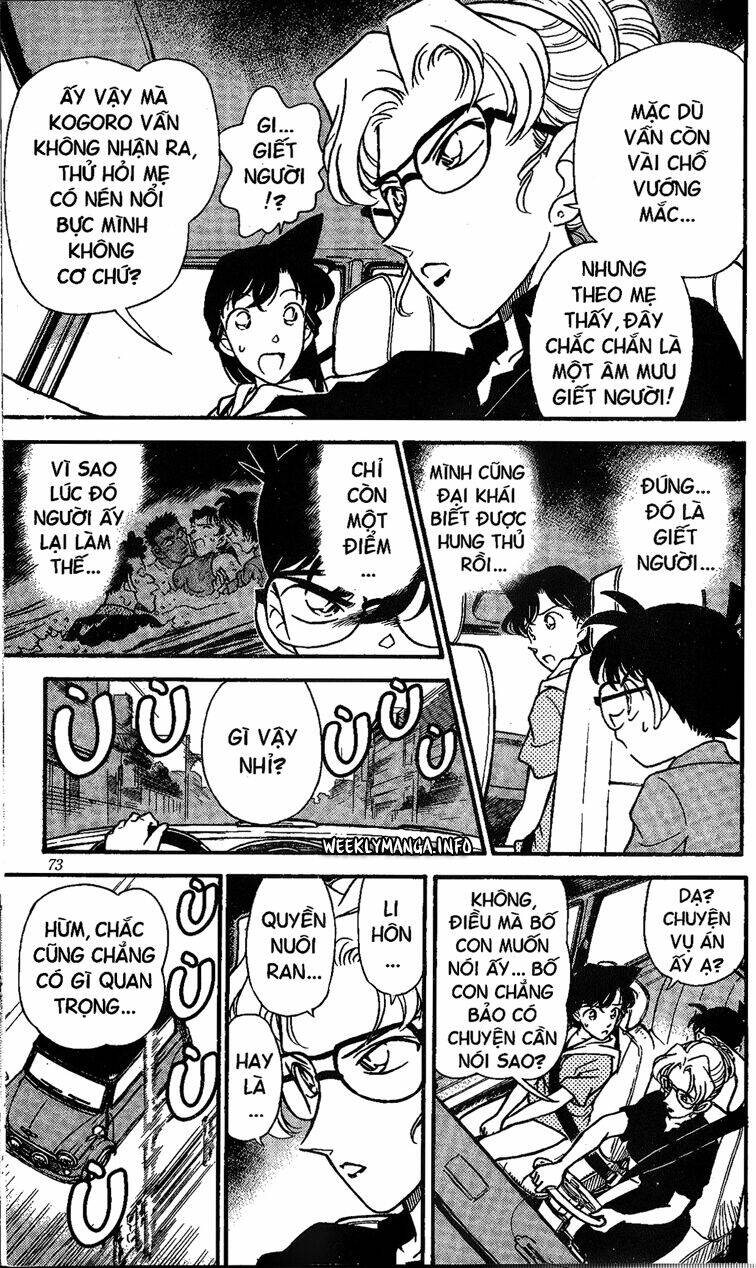 MẶC DÙ
VẪN CÒN
VÀI CHỖ
VƯỚNG
MẮC...
NHƯNG
THEO MẸ
THẤY, ĐÂY
CHẮC CHẮN LÀ
MỘT ÂM MƯU
GIẾT NGƯỜI!
GI...
GIẾT
NGƯỜI
!?
ẤY VẬY MÀ
KOGORO VẪN
KHÔNG NHẬN RA,
THỬ HỎI MẸ
CÓ NÉN NỔI
BỰC MÌNH
KHÔNG
CƠ CHỨ?
ĐÚNG...
ĐÓ LÀ
GIẾT
NGƯỜI...
MÌNH CŨNG
ĐẠI KHÁI
BIẾT ĐƯỢC
HUNG THỦ
RỒI...
CHỈ
CÒN
MỘT
ĐIỂM
...
VÌ SAO
LÚC ĐÓ
NGƯỜI ẤY
LẠI LÀM
THẾ...
GÌ VẬY
NHỈ?
Ù Ù Ù Ù Ù Ù
WEEKLYMANGA.INFO
73
DẠ?
CHUYỆN
VỤ ÁN
ẤY Ạ?
KHÔNG,
ĐIỀU MÀ BỐ
CON MUỐN
NÓI ẤY... BỐ
CON CHẲNG
BẢO CÓ
CHUYỆN CẦN
NÓI SAO?
LI
HÔN
...
QUYỀN
NUÔI
RAN...
HAY
LÀ
...
HỪM, CHẮC
CŨNG CHẲNG
CÓ GÌ QUAN
TRỌNG...
Ù
Ù
Ù
Ù